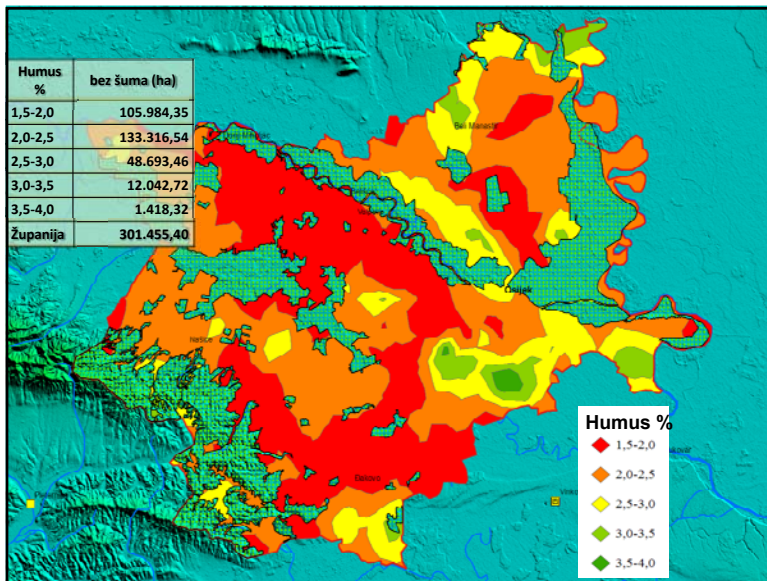 Humus % bez šuma (ha)
1,5-2,0 105.984,35
2,0-2,5 133.316,54
2,5-3,0 48.693,46
3,0-3,5 12.042,72
3,5-4,0 1.418,32
Županija 301.455,40
Beli Manastir
Osijek
Našice
Đakovo
Humus %
1,5-2,0
2,0-2,5
2,5-3,0
3,0-3,5
3,5-4,0